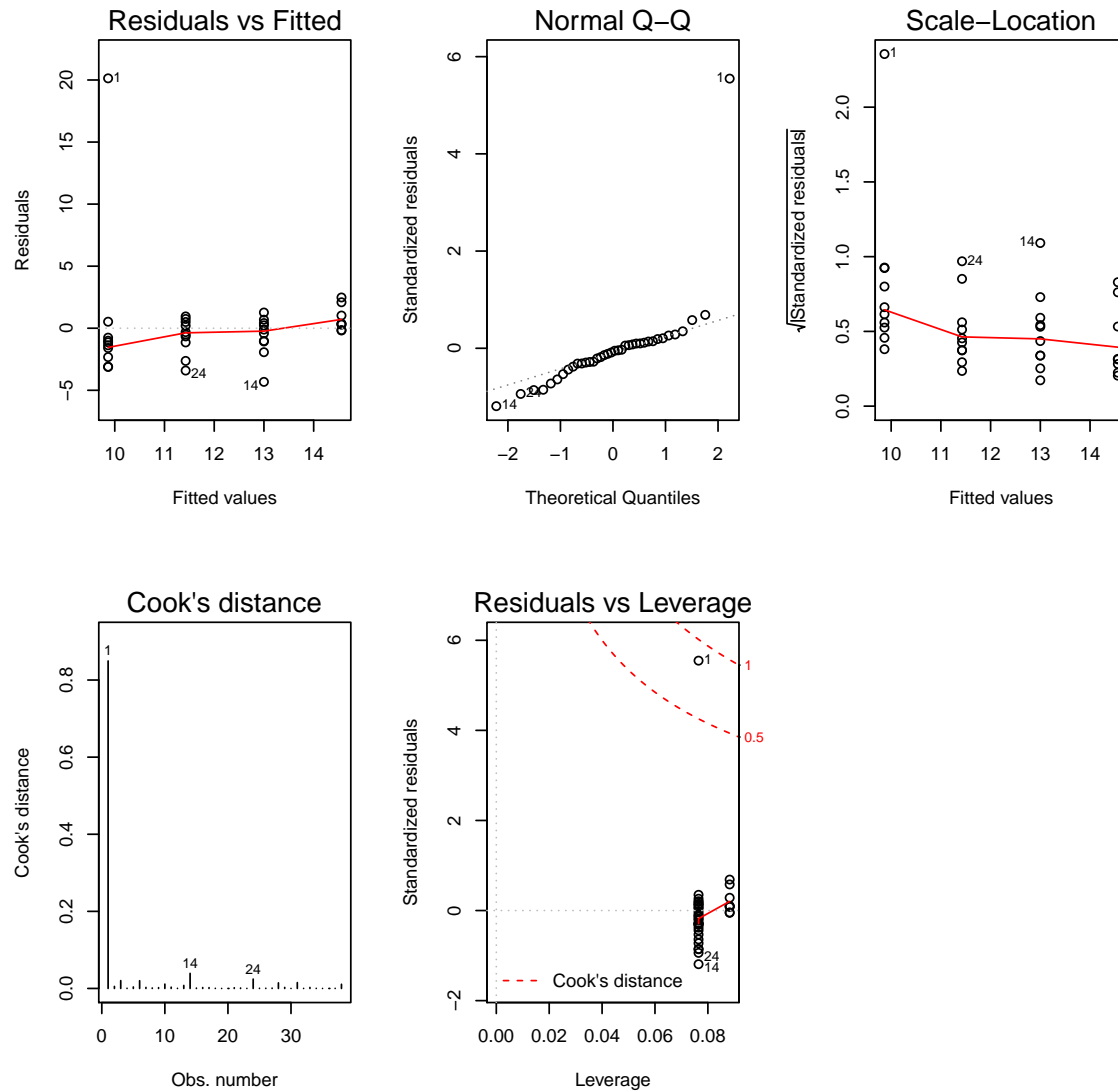 Residuals vs Fitted
Residuals
20
15
10
5
0
−5
10 11 12 13 14
Fitted values
1
24
14
Normal Q−Q
Standardized residuals
6
4
2
0
−2 −1 0 1 2
Theoretical Quantiles
1
14
24
Scale−Location
√|Standardized residuals|
2.0
1.5
1.0
0.5
0.0
10 11 12 13 14
Fitted values
1
24
14
Cook's distance
Cook's distance
0.8
0.6
0.4
0.2
0.0
0 10 20 30
Obs. number
1
14
24
Residuals vs Leverage
Standardized residuals
6
4
2
0
−2
0.00 0.02 0.04 0.06 0.08
Leverage
1
1
0.5
24
14
Cook's distance